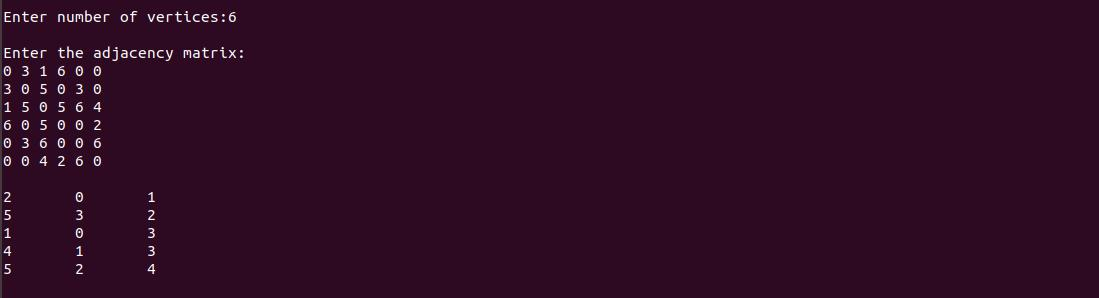 Enter number of vertices:6
Enter the adjacency matrix:
0 3 1 6 0 0
3 0 5 0 3 0
1 5 0 5 6 4
6 0 5 0 0 2
0 3 6 0 0 6
0 0 4 2 6 0
2 0 1
5 3 2
1 0 3
4 1 3
5 2 4